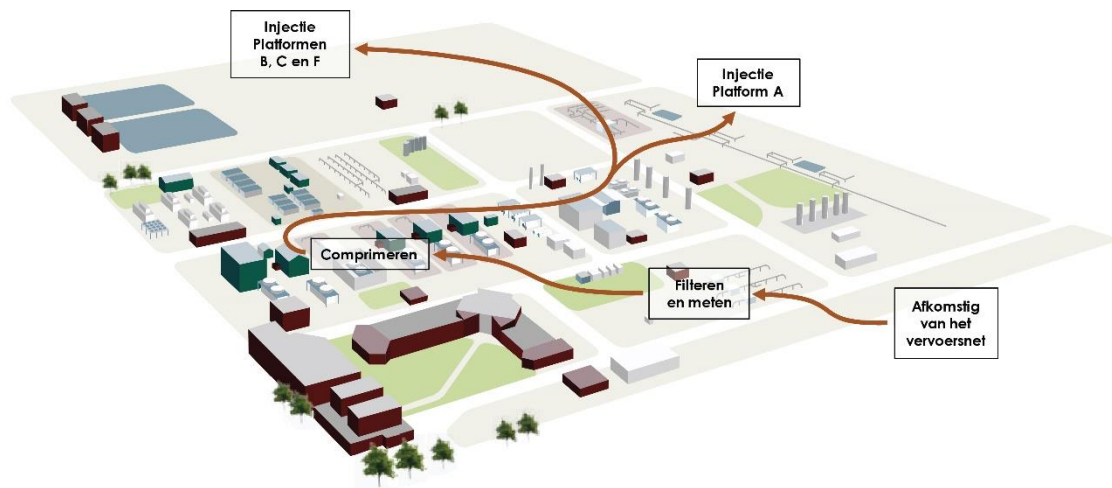 Injectie
Platformen
B, C en F
Injectie
Platform A
Comprimeren
Filteren
en meten
Afkomstig
van het
vervoersnet